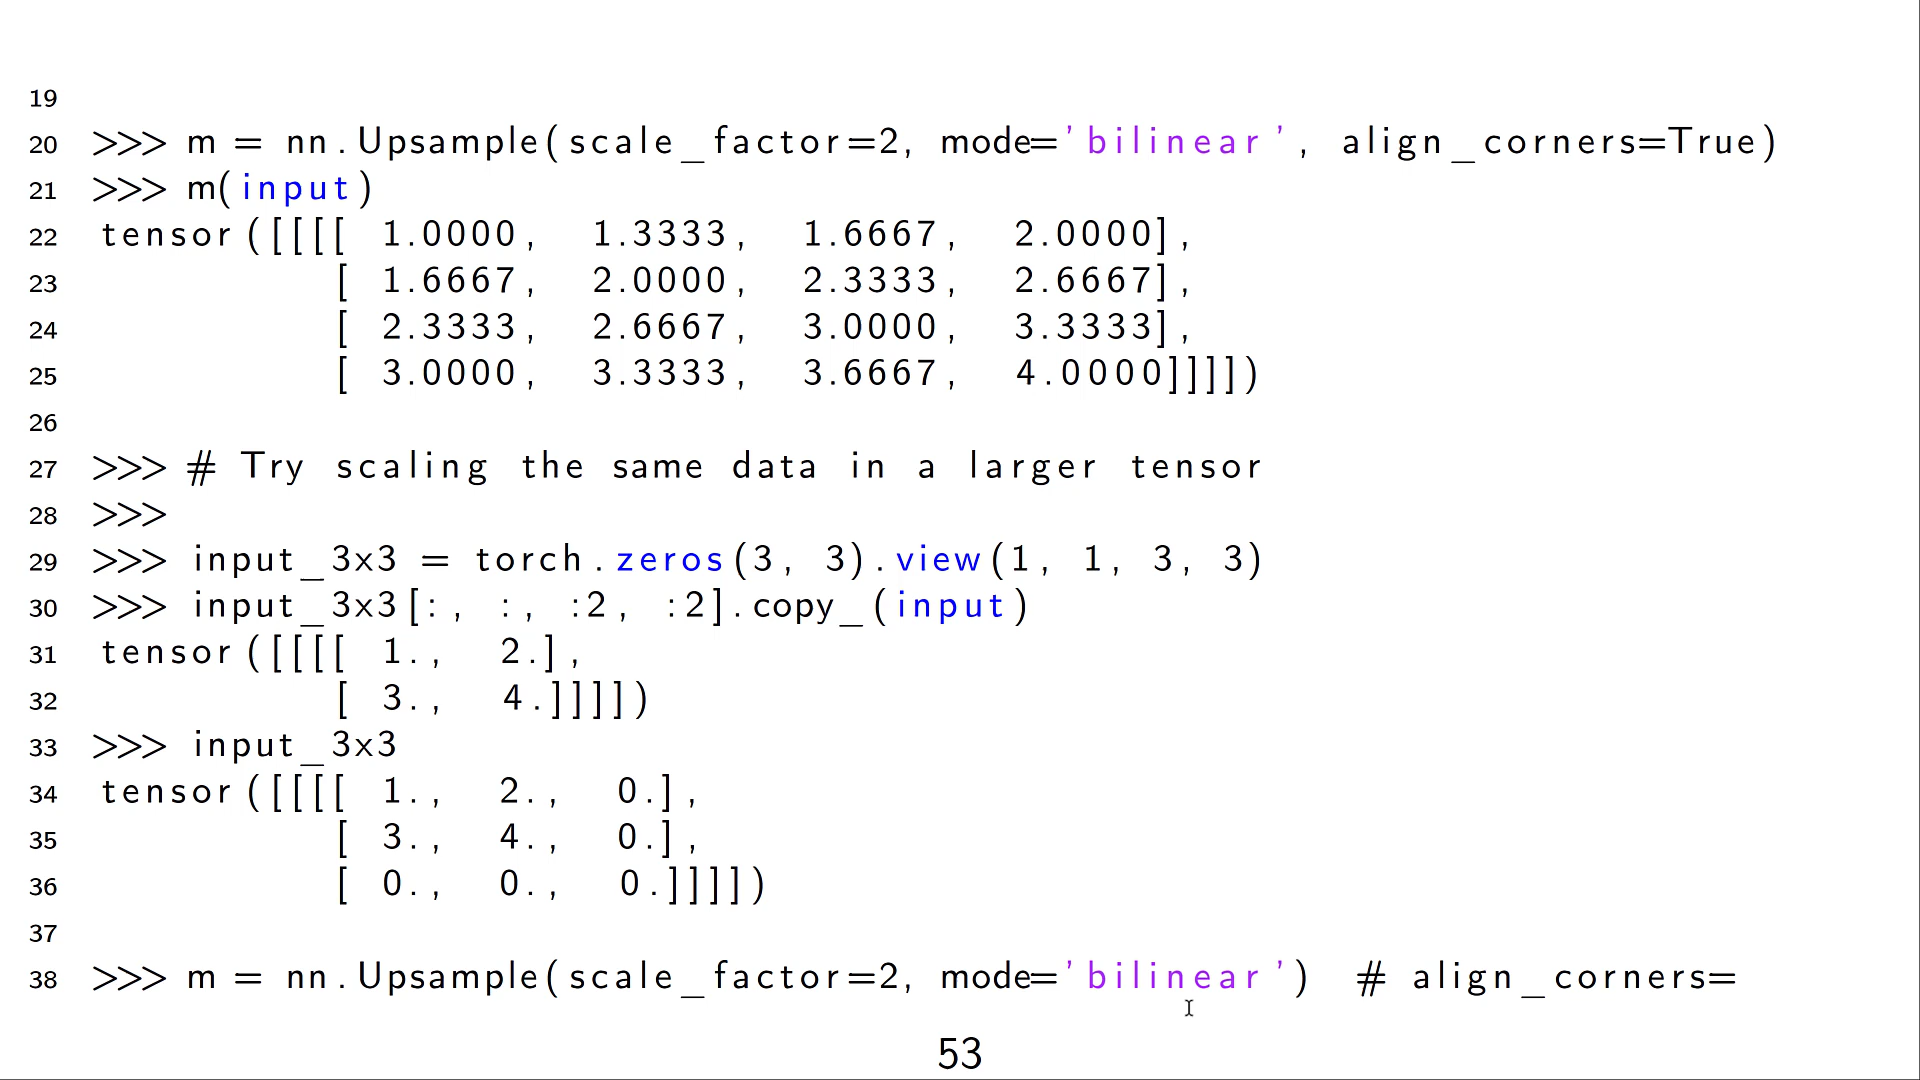 19
20 >>> m = nn.Upsample(scale_factor=2, mode='bilinear', align_corners=True)
21 >>> m(input)
22 tensor([[[[ 1.0000, 1.3333, 1.6667, 2.0000],
23 [ 1.6667, 2.0000, 2.3333, 2.6667],
24 [ 2.3333, 2.6667, 3.0000, 3.3333],
25 [ 3.0000, 3.3333, 3.6667, 4.0000]]]])
26
27 >>> # Try scaling the same data in a larger tensor
28 >>>
29 >>> input_3x3 = torch.zeros(3, 3).view(1, 1, 3, 3)
30 >>> input_3x3[:, :, :2, :2].copy_(input)
31 tensor([[[[ 1., 2.],
32 [ 3., 4.]]]])
33 >>> input_3x3
34 tensor([[[[ 1., 2., 0.],
35 [ 3., 4., 0.],
36 [ 0., 0., 0.]]]])
37
38 >>> m = nn.Upsample(scale_factor=2, mode='bilinear') # align_corners=
53